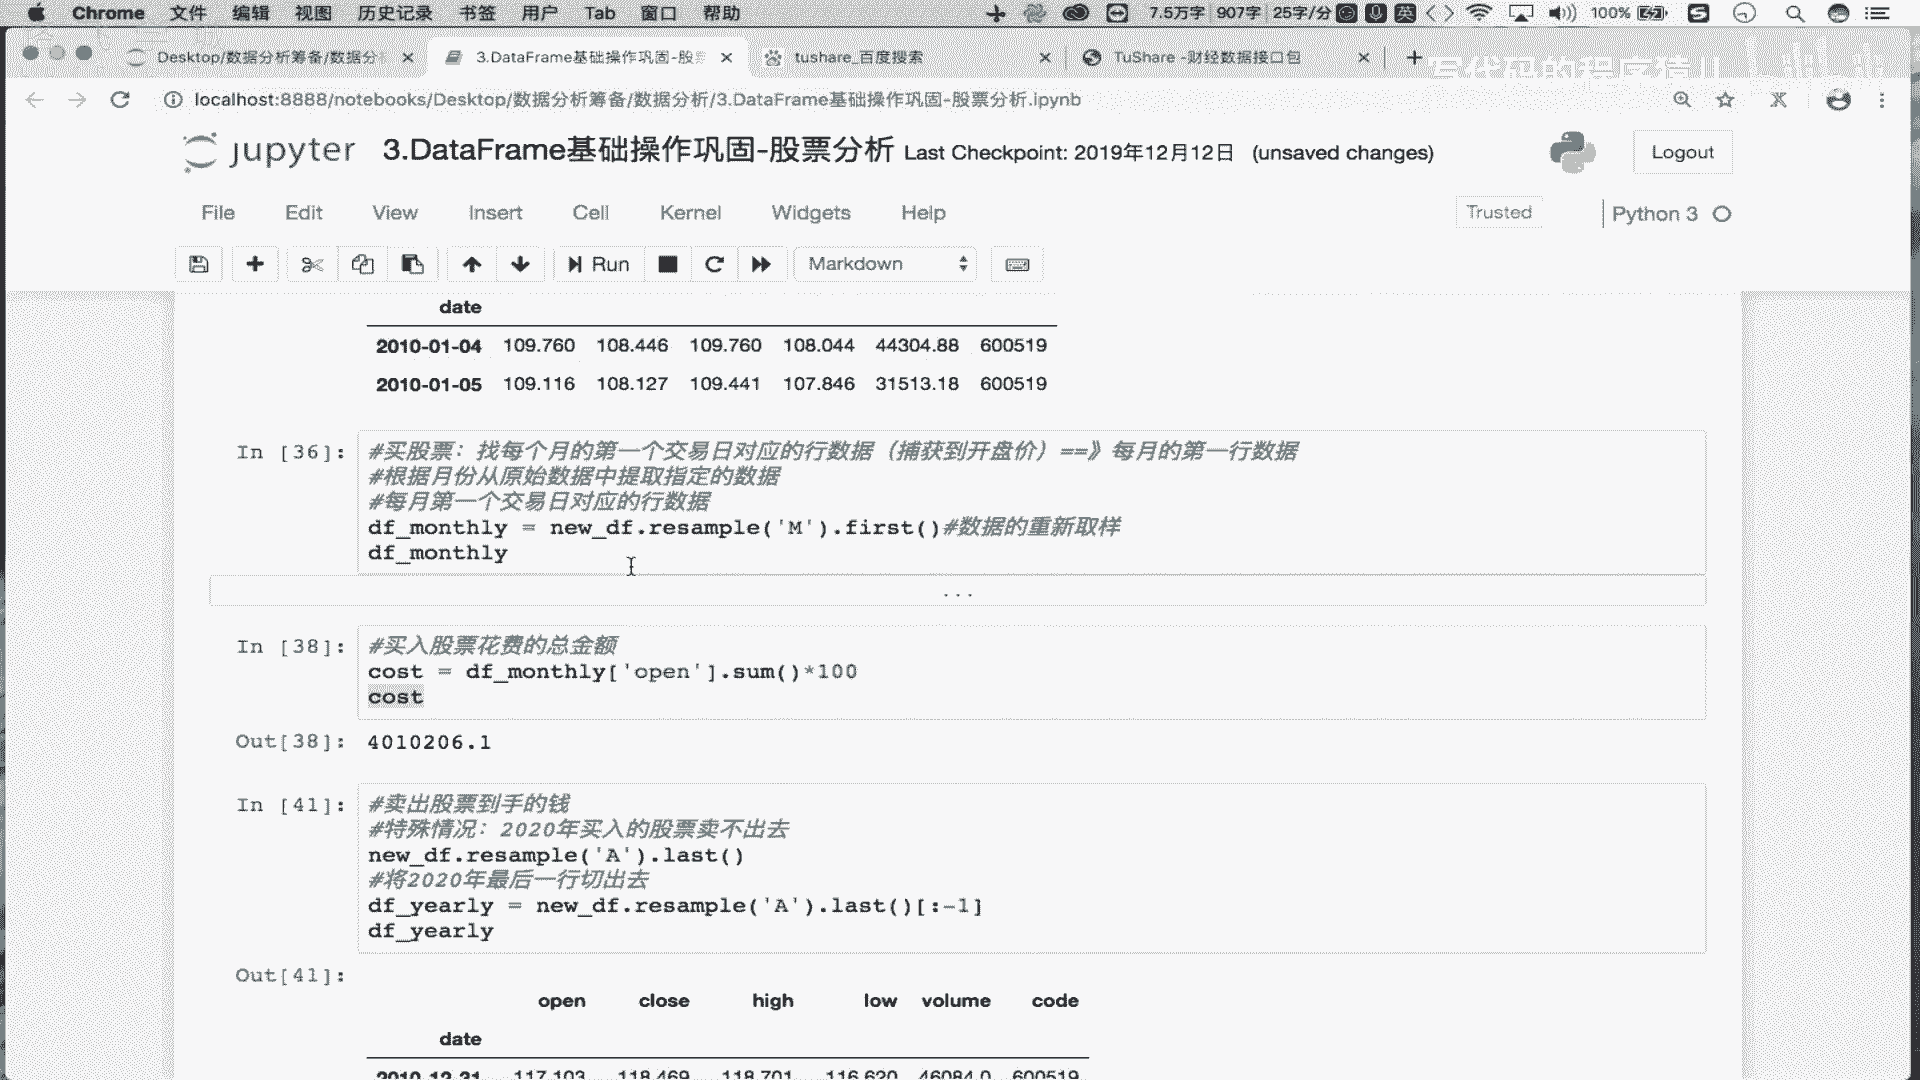 Chrome 文件 编辑 视图 历史记录 书签 用户 Tab 窗口 帮助 7.5万字 907字 25字/分 英 100%
Desktop/数据分析筹备/数据分 3.DataFrame基础操作巩固-股 tushare_百度搜索 TuShare -财经数据接口包
写代码的程序猿儿
localhost:8888/notebooks/Desktop/数据分析筹备/数据分析/3.DataFrame基础操作巩固-股票分析.ipynb
jupyter 3.DataFrame基础操作巩固-股票分析 Last Checkpoint: 2019年12月12日 (unsaved changes) Logout
File Edit View Insert Cell Kernel Widgets Help Trusted Python 3
Run Markdown
date
2010-01-04 109.760 108.446 109.760 108.044 44304.88 600519
2010-01-05 109.116 108.127 109.441 107.846 31513.18 600519
In [36]: #买股票：找每个月的第一个交易日对应的行数据（捕获到开盘价）==》每月的第一行数据
#根据月份从原始数据中提取指定的数据
#每月第一个交易日对应的行数据
df_monthly = new_df.resample('M').first()#数据的重新取样
df_monthly
...
In [38]: #买入股票花费的总金额
cost = df_monthly['open'].sum()*100
cost
Out[38]: 4010206.1
In [41]: #卖出股票到手的钱
#特殊情况：2020年买入的股票卖不出去
new_df.resample('A').last()
#将2020年最后一行切出去
df_yearly = new_df.resample('A').last()[:-1]
df_yearly
Out[41]:
open close high low volume code
date
2010-12-31 117.103 118.469 118.701 116.620 46084.0 600519